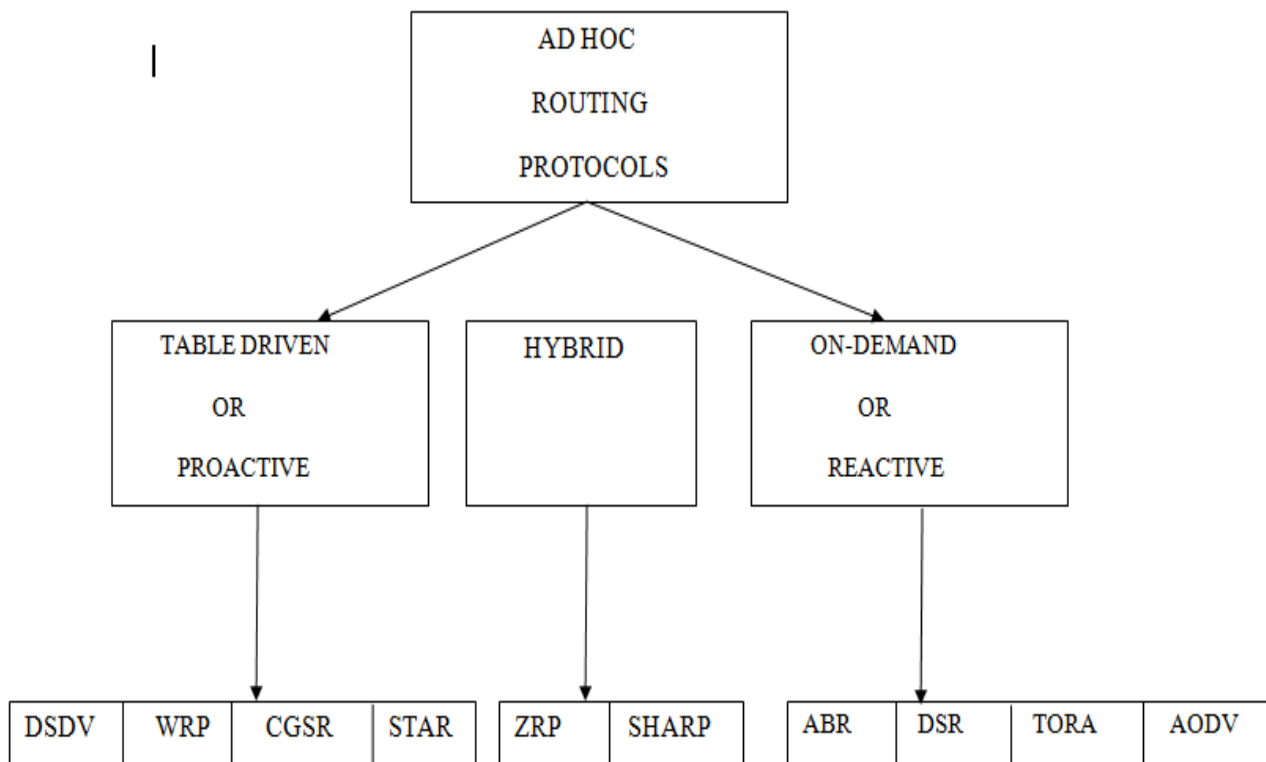 AD HOC
ROUTING
PROTOCOLS
TABLE DRIVEN
OR
PROACTIVE
HYBRID
ON-DEMAND
OR
REACTIVE
DSDV WRP CGSR STAR ZRP SHARP ABR DSR TORA AODV